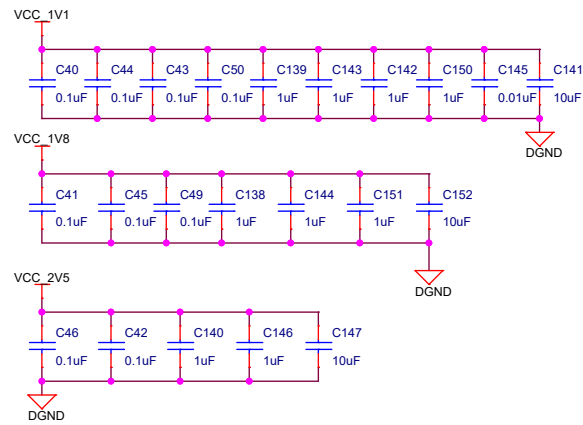 VCC_1V1
C40 C44 C43 C50 C139 C143 C142 C150 C145 C141
0.1uF 0.1uF 0.1uF 0.1uF 1uF 1uF 1uF 1uF 0.01uF 10uF
DGND
VCC_1V8
C41 C45 C49 C138 C144 C151 C152
0.1uF 0.1uF 0.1uF 1uF 1uF 1uF 10uF
DGND
VCC_2V5
C46 C42 C140 C146 C147
0.1uF 0.1uF 1uF 1uF 10uF
DGND